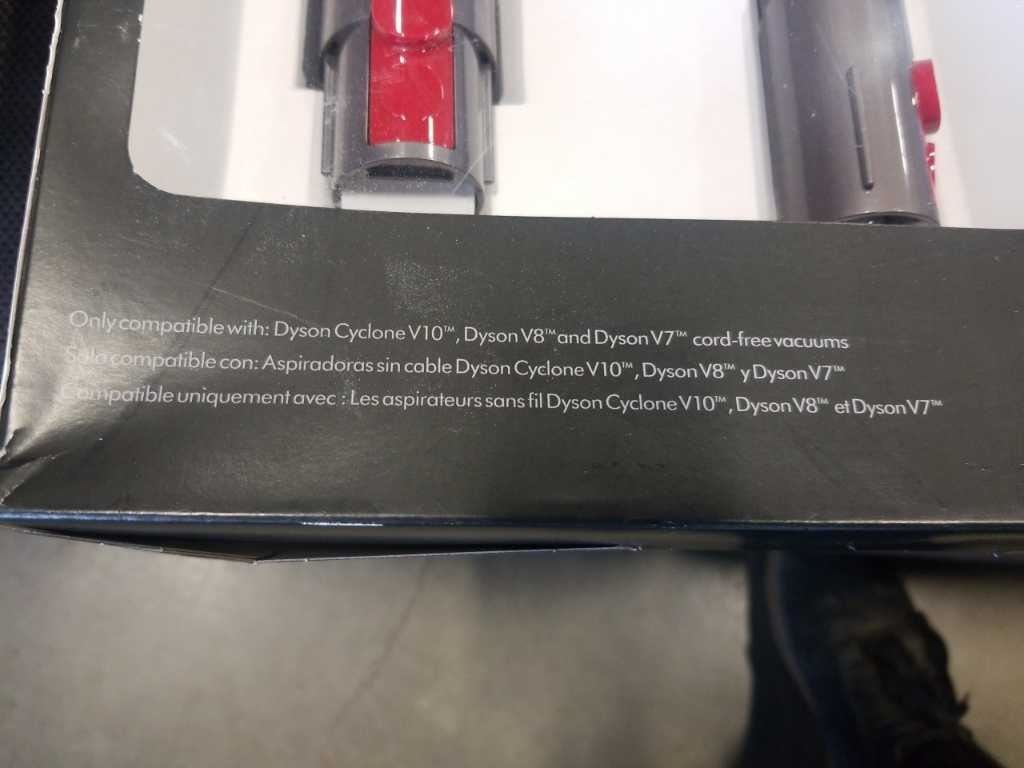 Only compatible with: Dyson Cyclone V10™, Dyson V8™ and Dyson V7™ cord-free vacuums
Solo compatible con: Aspiradoras sin cable Dyson Cyclone V10™, Dyson V8™ y Dyson V7™
Compatible uniquement avec : Les aspirateurs sans fil Dyson Cyclone V10™, Dyson V8™ et Dyson V7™